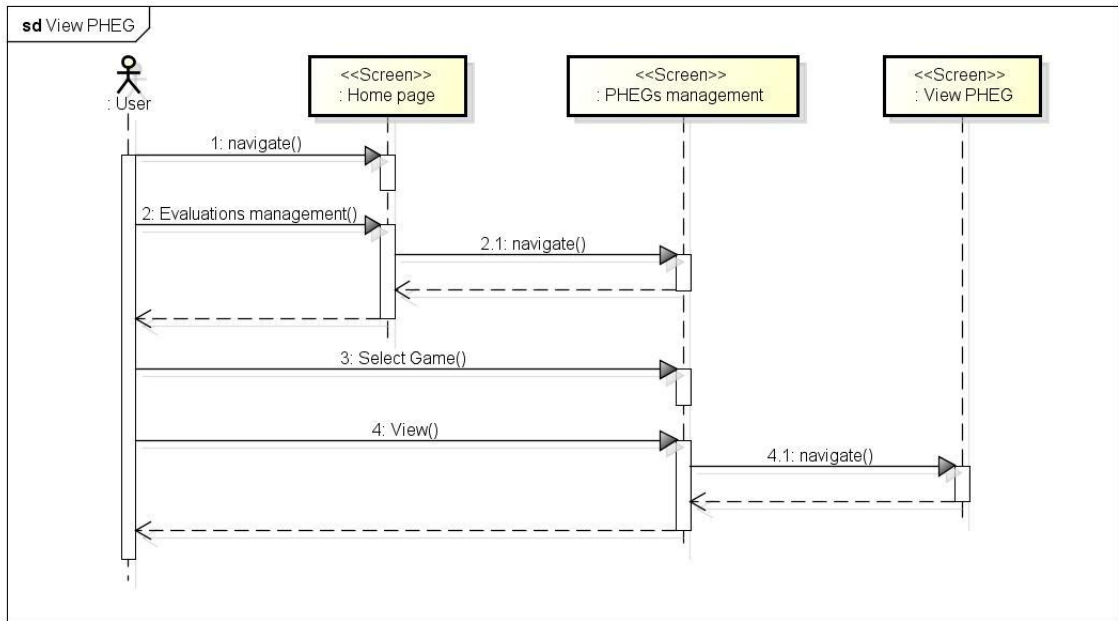 sd View PHEG
<<Screen>>
: Home page
<<Screen>>
: PHEGs management
<<Screen>>
: View PHEG
: User
1: navigate()
2: Evaluations management()
2.1: navigate()
3: Select Game()
4: View()
4.1: navigate()